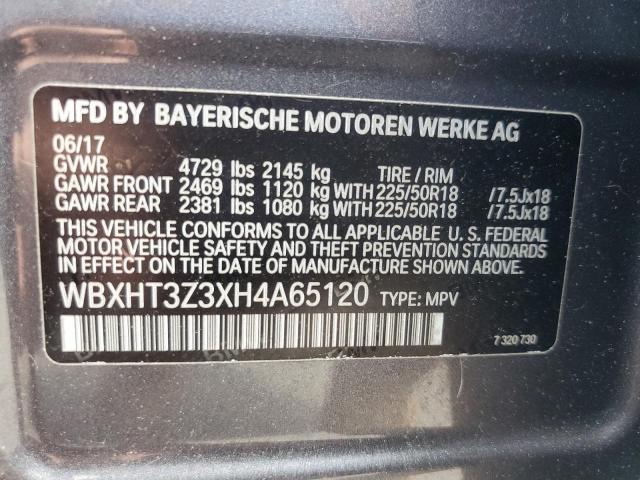 MFD BY BAYERISCHE MOTOREN WERKE AG
06/17
GVWR 4729 lbs 2145 kg TIRE / RIM
GAWR FRONT 2469 lbs 1120 kg WITH 225/50R18 /7.5Jx18
GAWR REAR 2381 lbs 1080 kg WITH 225/50R18 /7.5Jx18
THIS VEHICLE CONFORMS TO ALL APPLICABLE U. S. FEDERAL
MOTOR VEHICLE SAFETY AND THEFT PREVENTION STANDARDS
IN EFFECT ON THE DATE OF MANUFACTURE SHOWN ABOVE.
WBXHT3Z3XH4A65120 TYPE: MPV
7 320 730